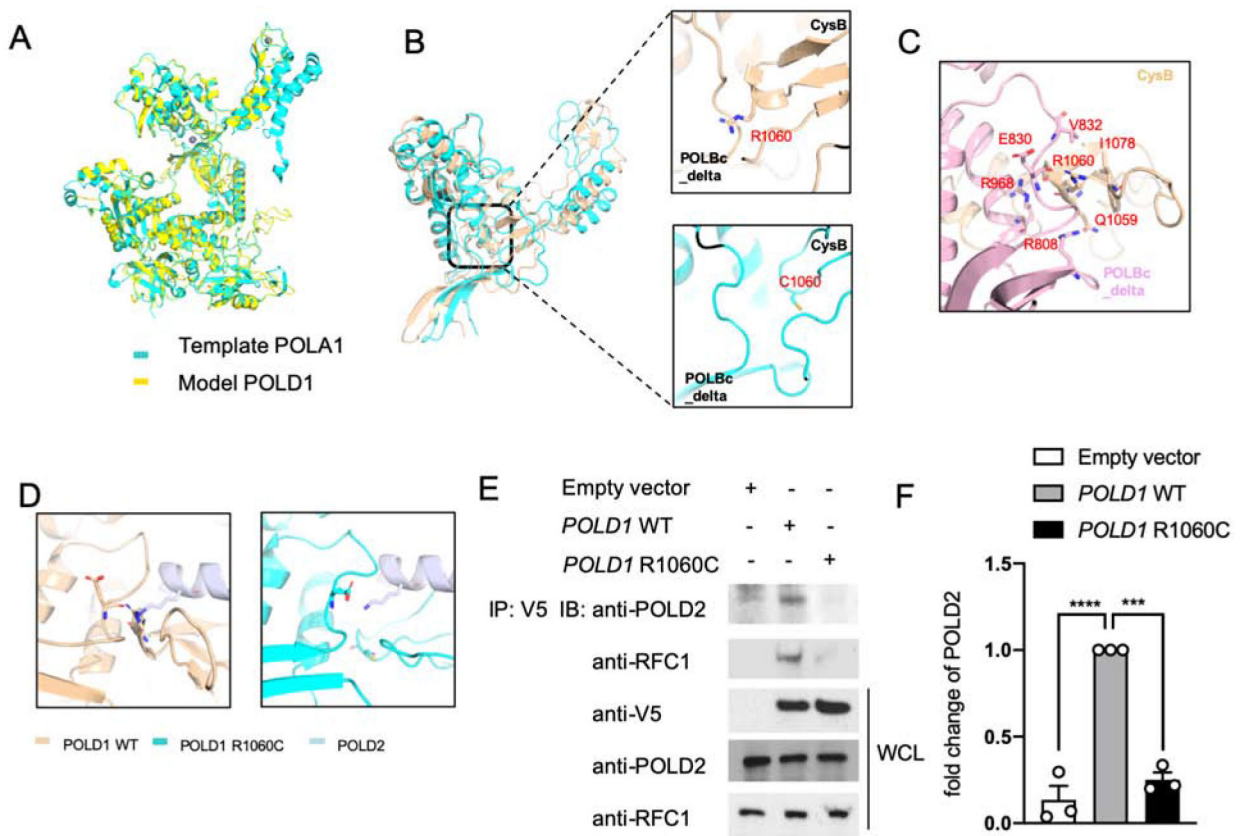 A
Template POLA1
Model POLD1
B
CysB
R1060
POLBc
_delta
CysB
C1060
POLBc
_delta
C
CysB
V832
E830
I1078
R1060
R968
Q1059
R808
POLBc
_delta
D
POLD1 WT
POLD1 R1060C
POLD2
E
Empty vector + - -
POLD1 WT - + -
POLD1 R1060C - - +
IP: V5 IB: anti-POLD2
anti-RFC1
anti-V5
anti-POLD2
anti-RFC1
WCL
F
Empty vector
POLD1 WT
POLD1 R1060C
fold change of POLD2
1.5
1.0
0.5
0.0
**** ***